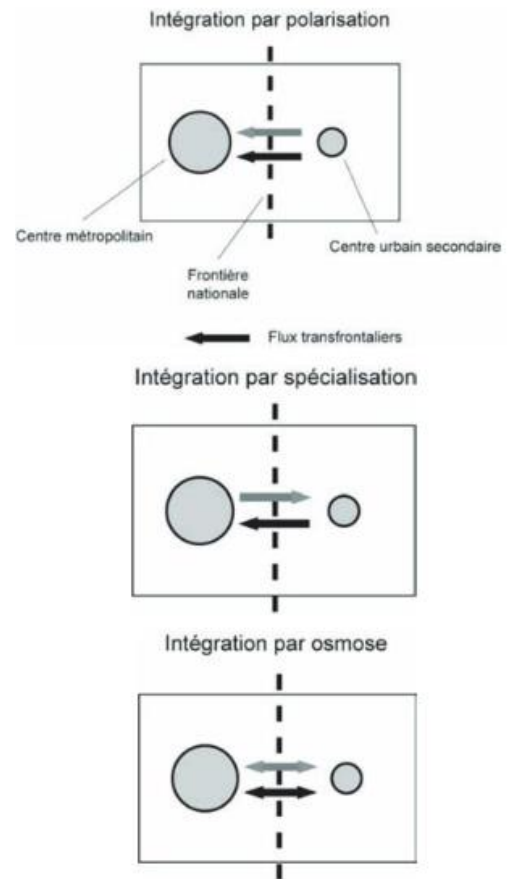 Intégration par polarisation
Centre métropolitain
Centre urbain secondaire
Frontière
nationale
Flux transfrontaliers
Intégration par spécialisation
Intégration par osmose